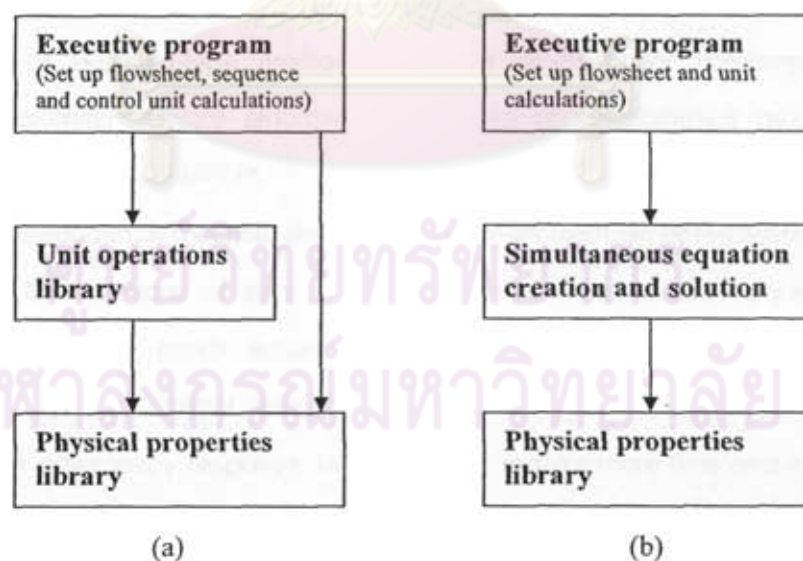 Executive program
(Set up flowsheet, sequence
and control unit calculations)
Unit operations
library
Physical properties
library
(a)
Executive program
(Set up flowsheet and unit
calculations)
Simultaneous equation
creation and solution
Physical properties
library
(b)
ศูนย์วิทยทรัพยากร
ฬาลงกรณ์มหาวิทยาลัย